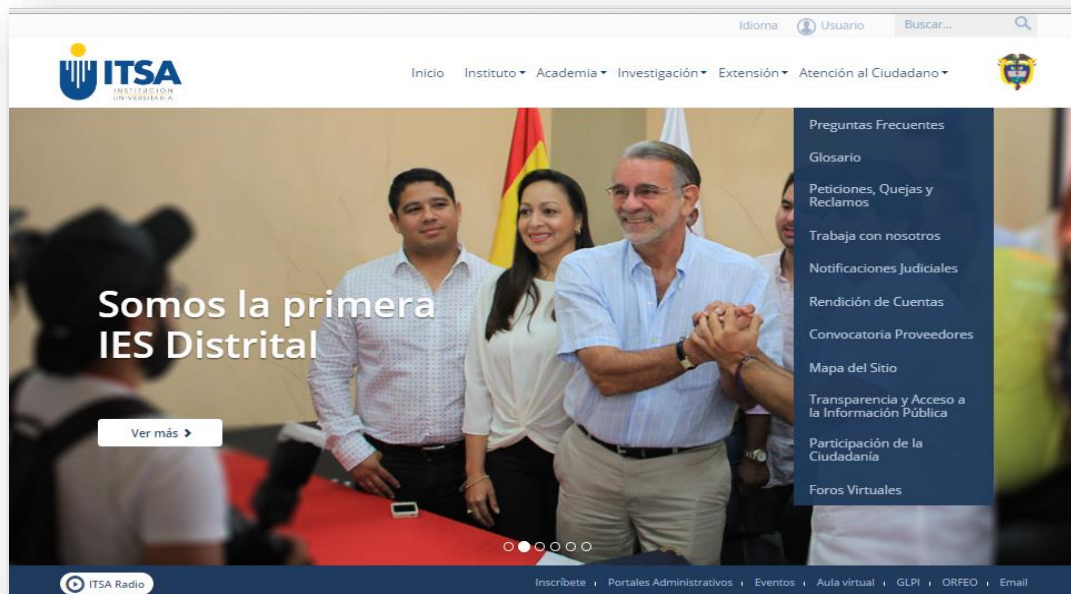 Idioma Usuario Buscar...
ITSA
INSTITUCIÓN
UNIVERSITARIA
Inicio Instituto Academia Investigación Extensión Atención al Ciudadano
Preguntas Frecuentes
Glosario
Peticiones, Quejas y
Reclamos
Trabaja con nosotros
Notificaciones Judiciales
Rendición de Cuentas
Convocatoria Proveedores
Mapa del Sitio
Transparencia y Acceso a
la Información Pública
Participación de la
Ciudadanía
Foros Virtuales
Somos la primera
IES Distrital
Ver más
ITSA Radio
Inscríbete Portales Administrativos Eventos Aula virtual GLPI ORFEO Email